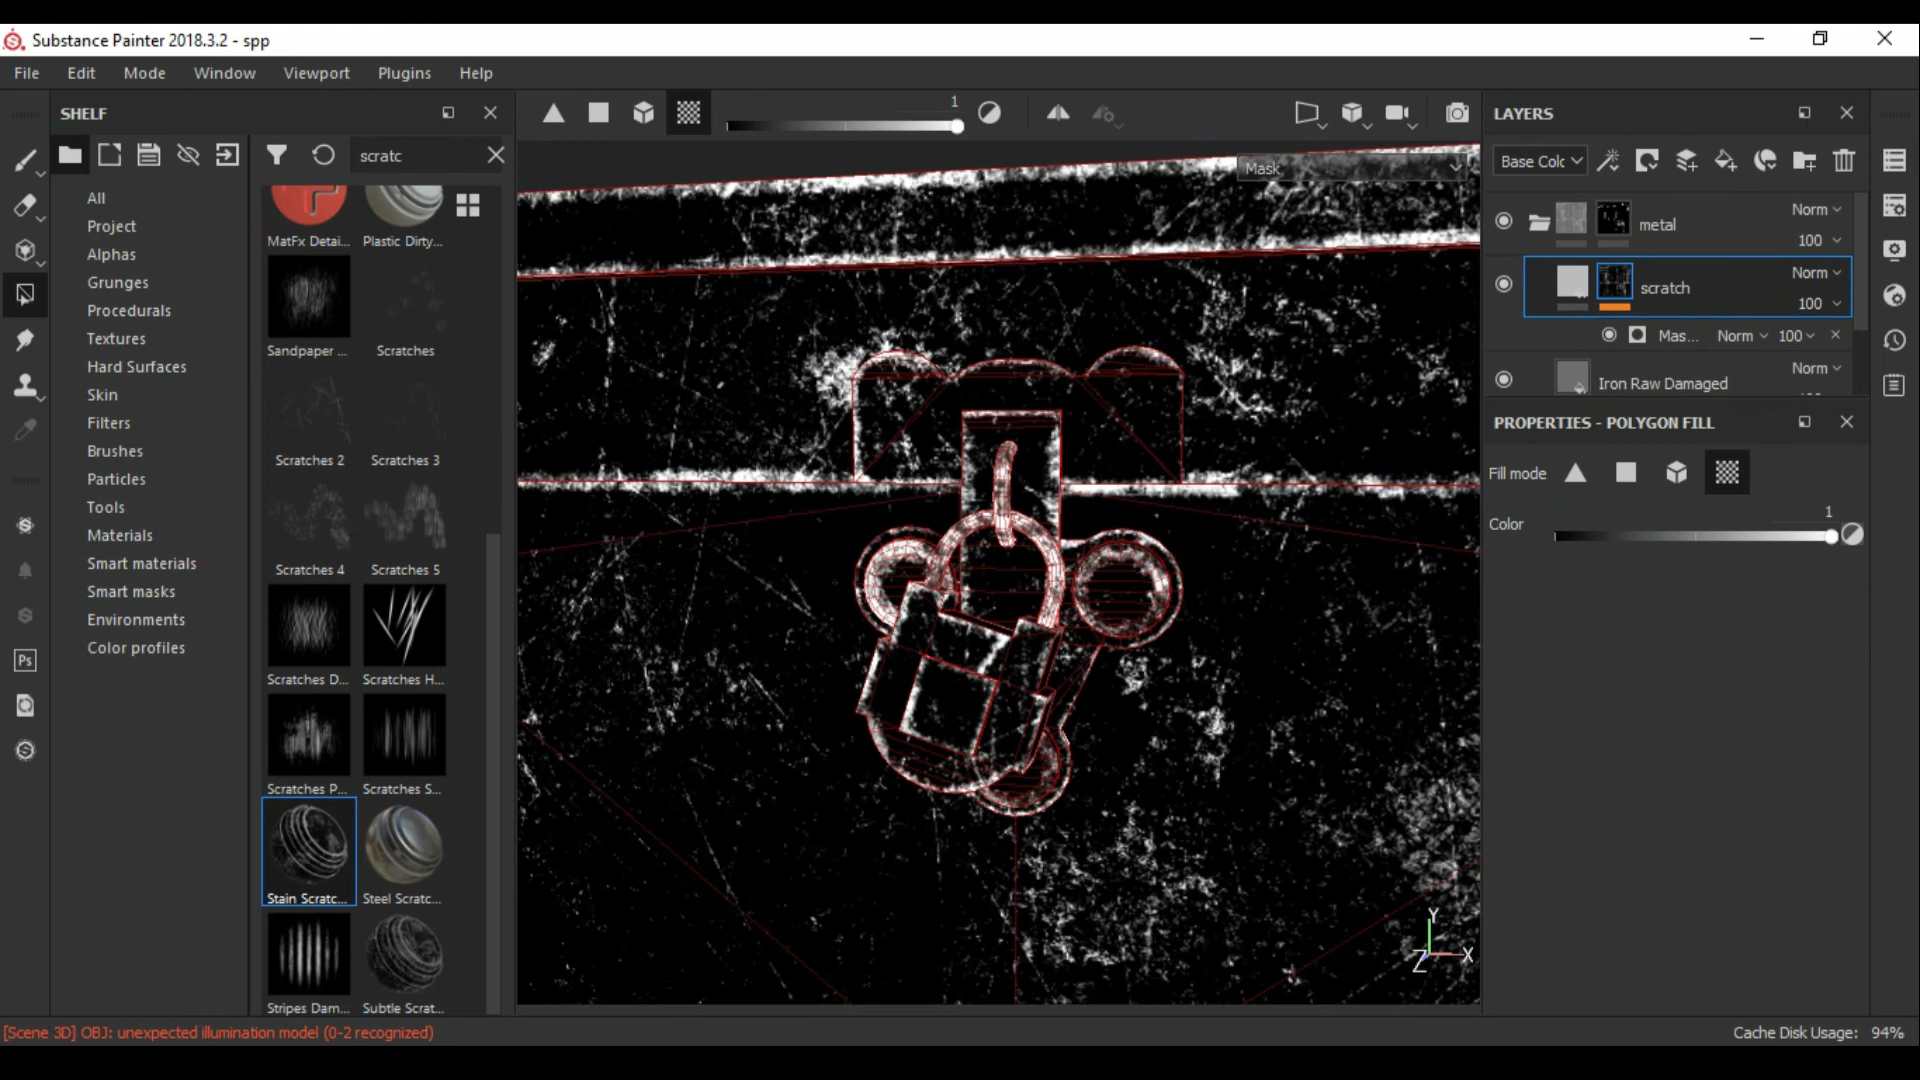 Substance Painter 2018.3.2 - spp
File Edit Mode Window Viewport Plugins Help
SHELF
scratc
All
Project
Alphas
Grunges
Procedurals
Textures
Hard Surfaces
Skin
Filters
Brushes
Particles
Tools
Materials
Smart materials
Smart masks
Environments
Color profiles
MatFx Detai... Plastic Dirty...
Sandpaper ... Scratches
Scratches 2 Scratches 3
Scratches 4 Scratches 5
Scratches D... Scratches H...
Scratches P... Scratches S...
Stain Scratc... Steel Scratc...
Stripes Dam... Subtle Scrat...
Ps
1
Mask
Y
Z X
LAYERS
Base Colc
metal Norm
100
scratch Norm
100
Mas... Norm 100
Iron Raw Damaged Norm
PROPERTIES - POLYGON FILL
Fill mode
Color 1
[Scene 3D] OBJ: unexpected illumination model (0-2 recognized)
Cache Disk Usage: 94%